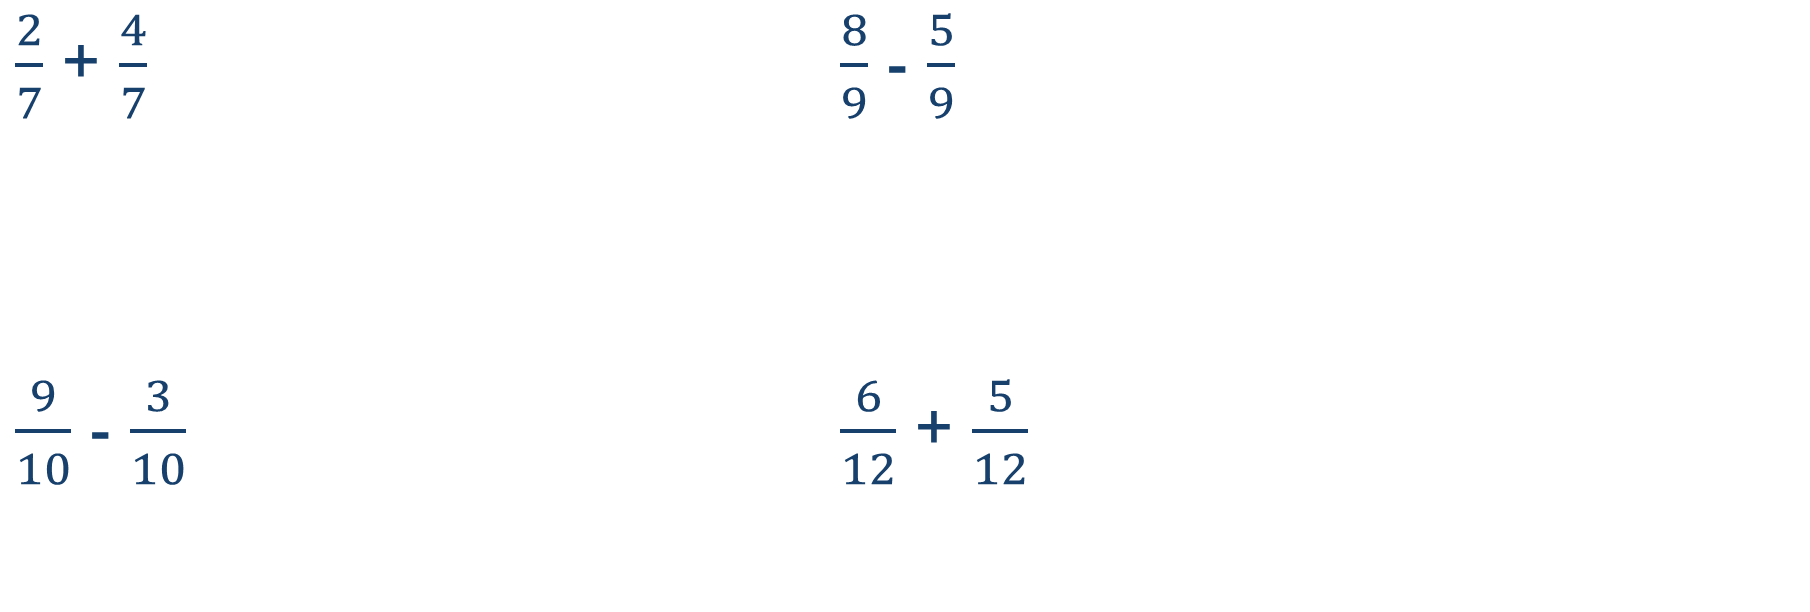 2/7 + 4/7
8/9 - 5/9
9/10 - 3/10
6/12 + 5/12